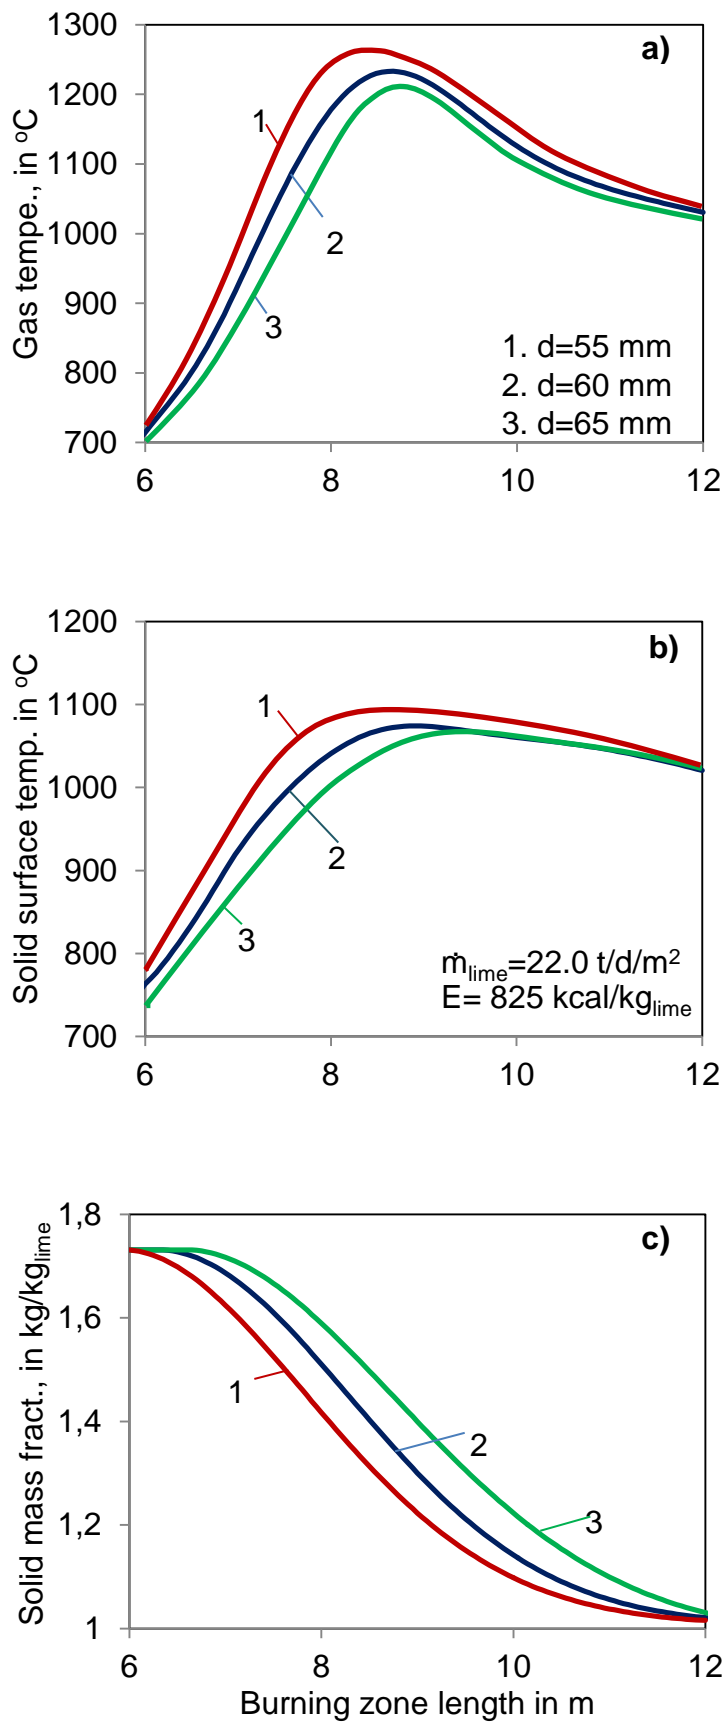 Gas tempe., in ºC
1300
1200
1100
1000
900
800
700
a)
1
2
3
1. d=55 mm
2. d=60 mm
3. d=65 mm
6 8 10 12
Solid surface temp. in ºC
1200
1100
1000
900
800
700
b)
1
2
3
ṁlime=22.0 t/d/m²
E= 825 kcal/kglime
6 8 10 12
Solid mass fract., in kg/kglime
1,8
1,6
1,4
1,2
1
c)
1
2
3
6 8 10 12
Burning zone length in m